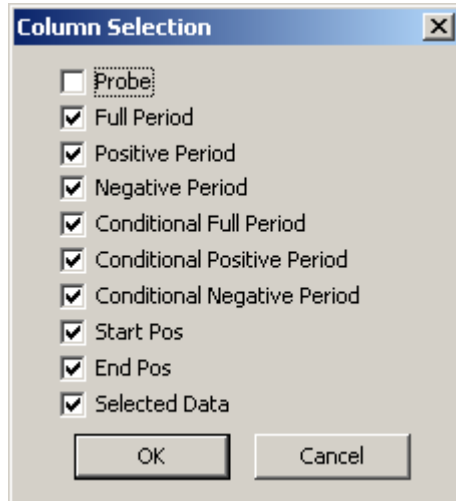 Column Selection
Probe
Full Period
Positive Period
Negative Period
Conditional Full Period
Conditional Positive Period
Conditional Negative Period
Start Pos
End Pos
Selected Data
OK Cancel